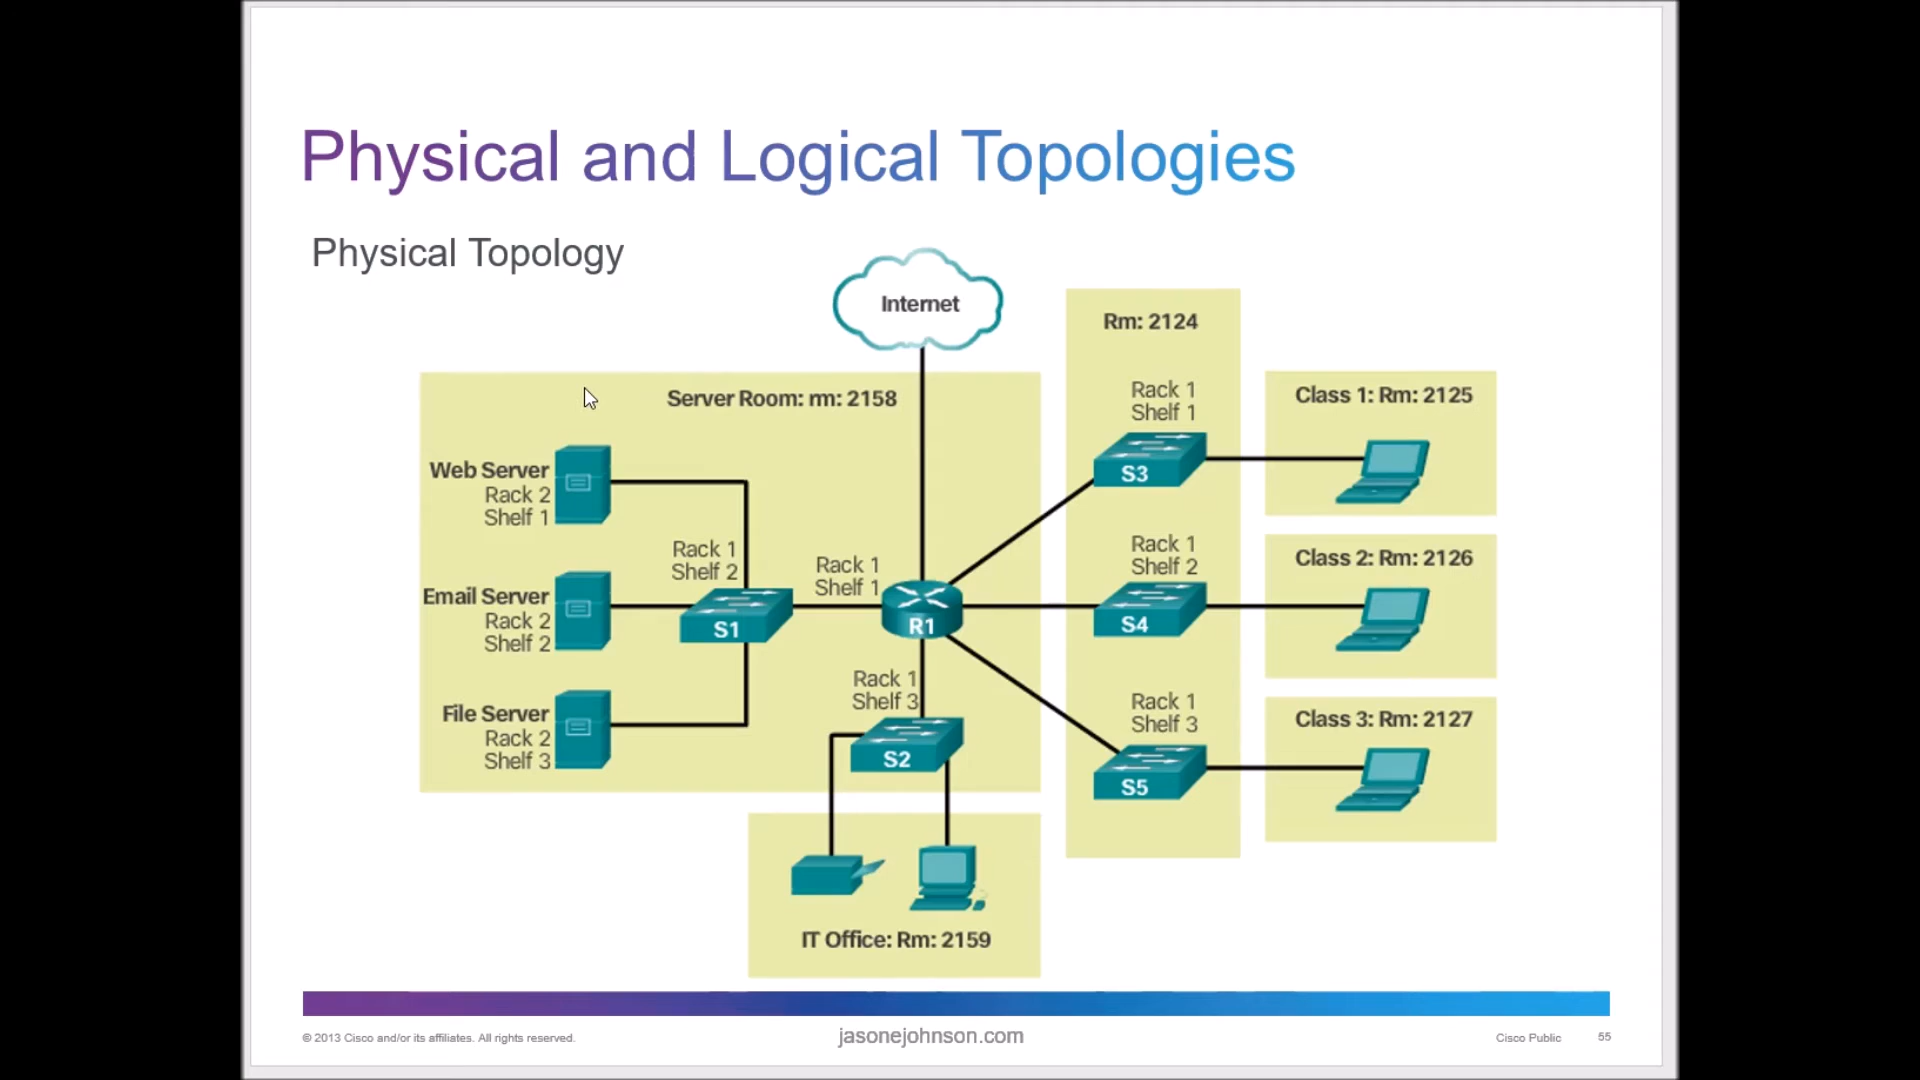 Physical and Logical Topologies
Physical Topology
Internet
Rm: 2124
Server Room: rm: 2158
Rack 1
Shelf 1
Class 1: Rm: 2125
Web Server
Rack 2
Shelf 1
S3
Rack 1
Shelf 2
Rack 1
Shelf 1
Rack 1
Shelf 2
Class 2: Rm: 2126
Email Server
Rack 2
Shelf 2
S1
R1
S4
Rack 1
Shelf 3
Rack 1
Shelf 3
File Server
Rack 2
Shelf 3
S2
S5
Class 3: Rm: 2127
IT Office: Rm: 2159
© 2013 Cisco and/or its affiliates. All rights reserved.
jasonejohnson.com
Cisco Public
55